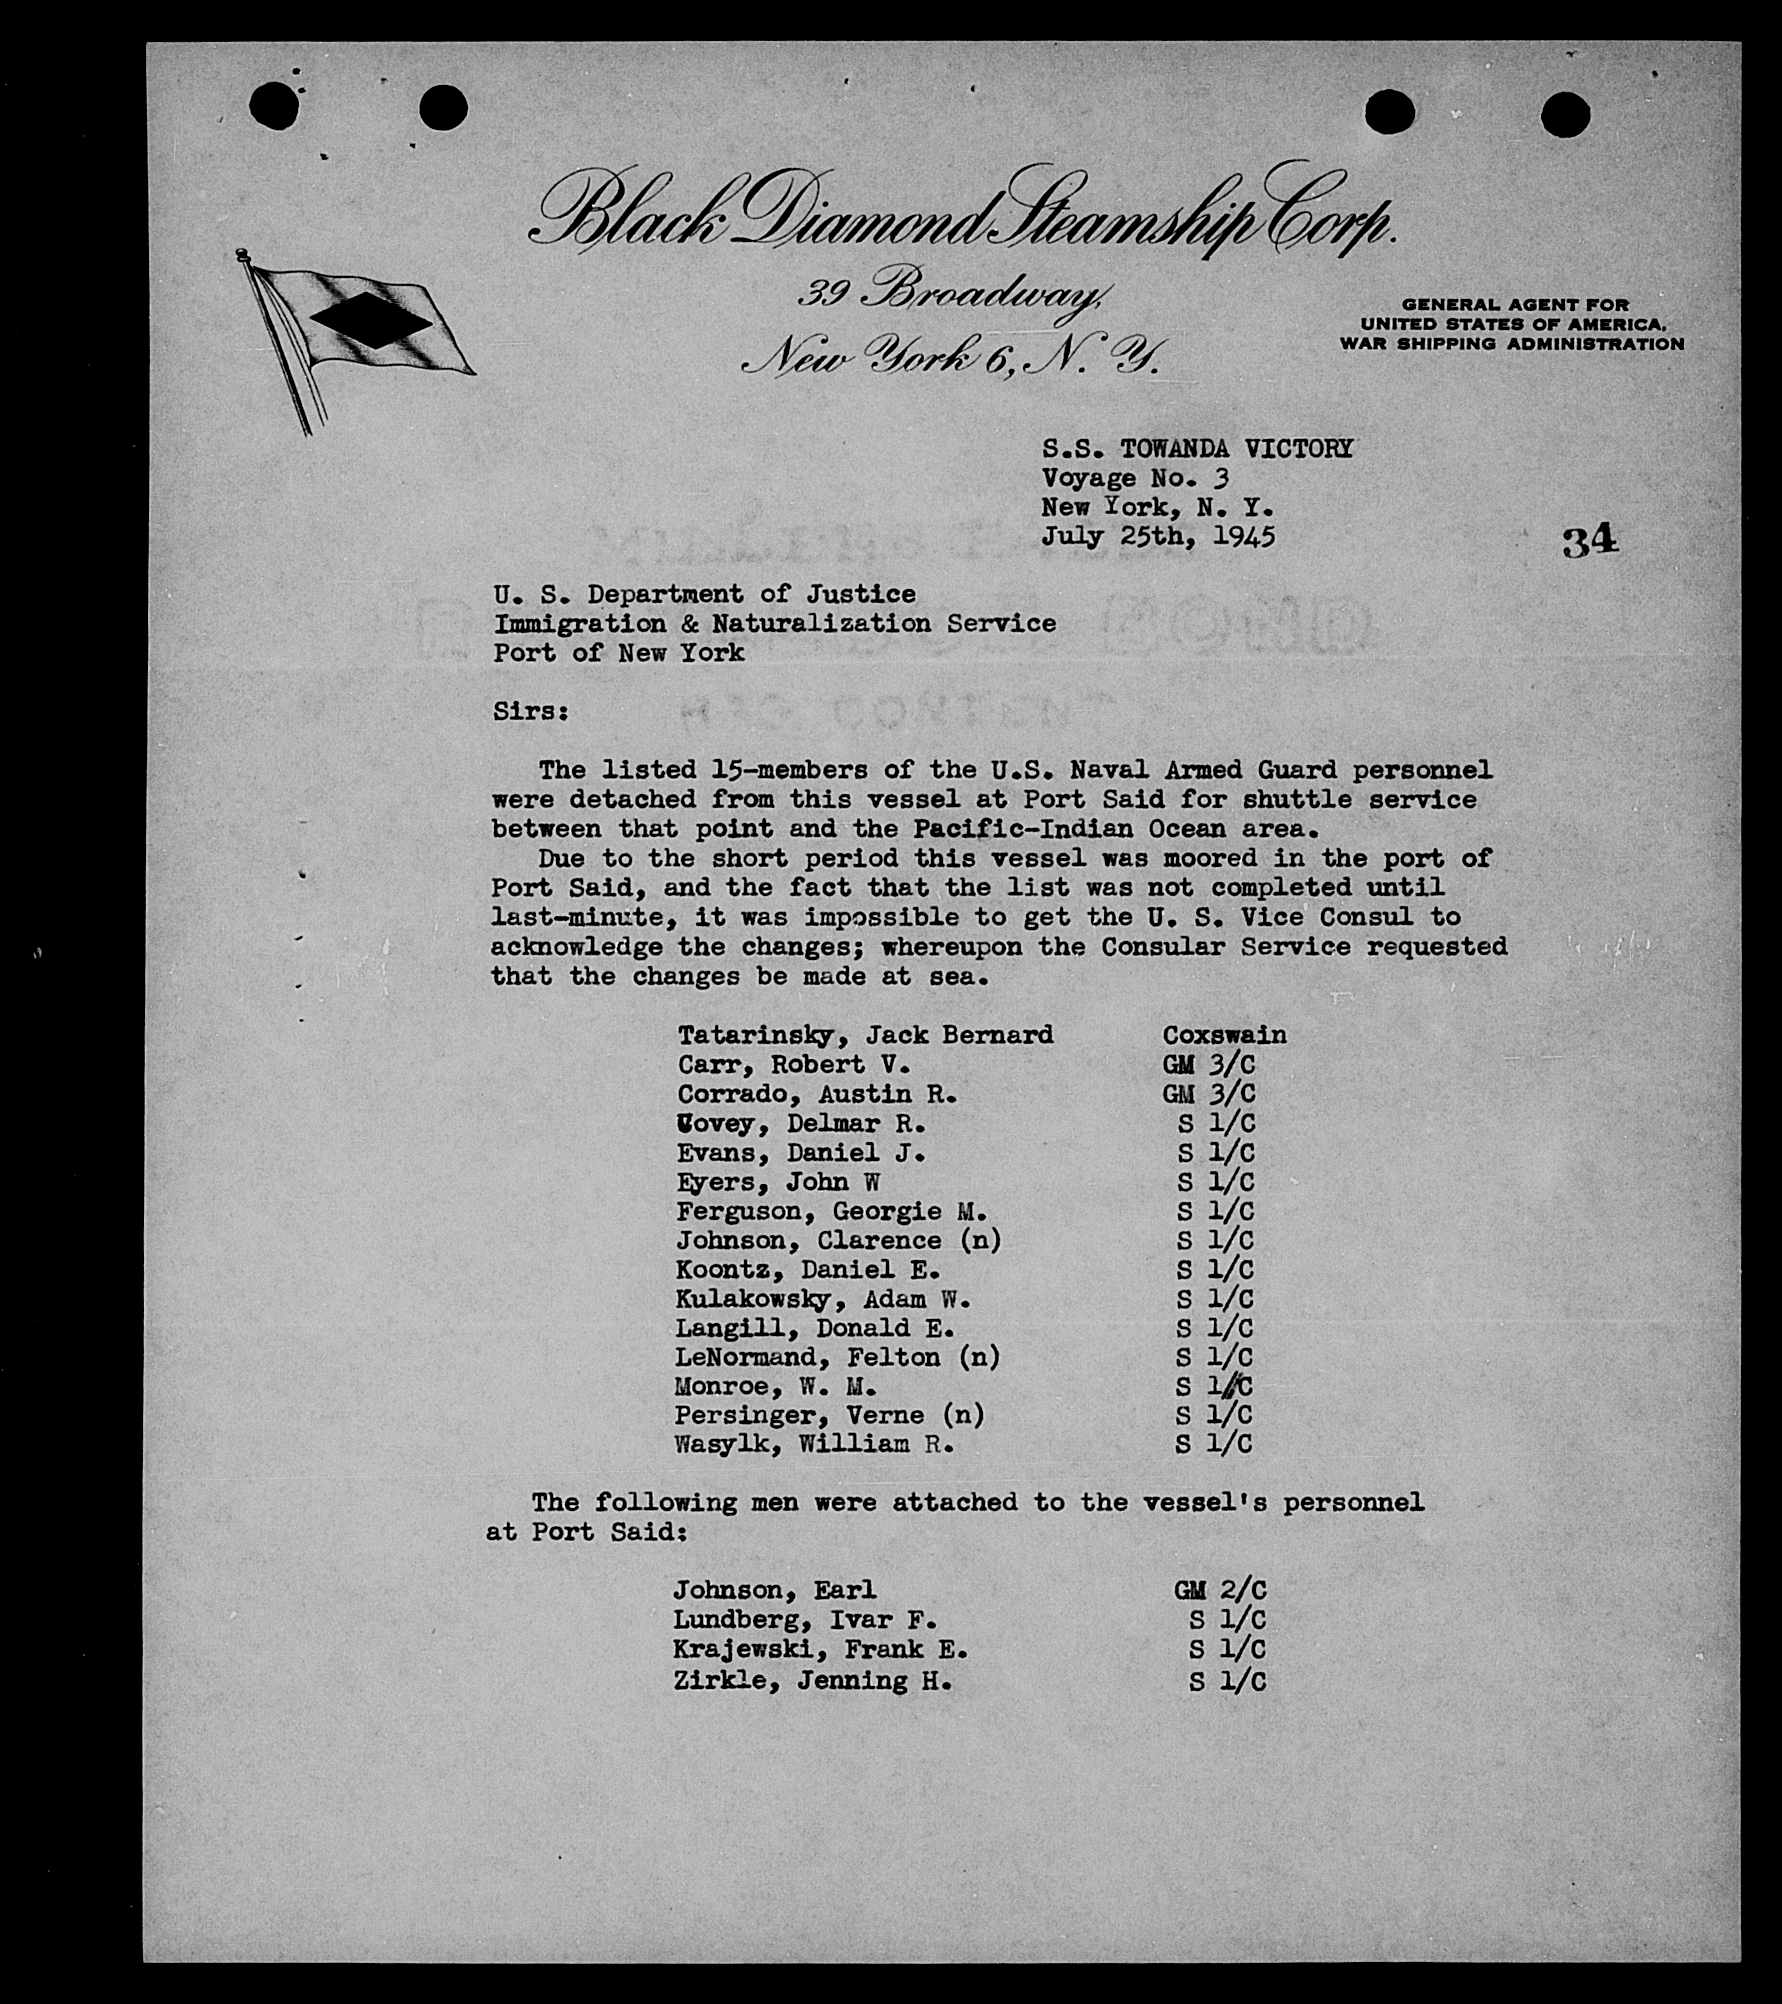 Black Diamond Steamship Corp.
39 Broadway,
New York 6, N. Y.
GENERAL AGENT FOR
UNITED STATES OF AMERICA,
WAR SHIPPING ADMINISTRATION
S.S. TOWANDA VICTORY
Voyage No. 3
New York, N. Y.
July 25th, 1945
34
U. S. Department of Justice
Immigration & Naturalization Service
Port of New York
Sirs:
The listed 15-members of the U.S. Naval Armed Guard personnel
were detached from this vessel at Port Said for shuttle service
between that point and the Pacific-Indian Ocean area.
Due to the short period this vessel was moored in the port of
Port Said, and the fact that the list was not completed until
last-minute, it was impossible to get the U. S. Vice Consul to
acknowledge the changes; whereupon the Consular Service requested
that the changes be made at sea.
Tatarinsky, Jack Bernard Coxswain
Carr, Robert V. GM 3/C
Corrado, Austin R. GM 3/C
Covey, Delmar R. S 1/C
Evans, Daniel J. S 1/C
Eyers, John W S 1/C
Ferguson, Georgie M. S 1/C
Johnson, Clarence (n) S 1/C
Koontz, Daniel E. S 1/C
Kulakowsky, Adam W. S 1/C
Langill, Donald E. S 1/C
LeNormand, Felton (n) S 1/C
Monroe, W. M. S 1/C
Persinger, Verne (n) S 1/C
Wasylk, William R. S 1/C
The following men were attached to the vessel's personnel
at Port Said:
Johnson, Earl GM 2/C
Lundberg, Ivar F. S 1/C
Krajewski, Frank E. S 1/C
Zirkle, Jenning H. S 1/C